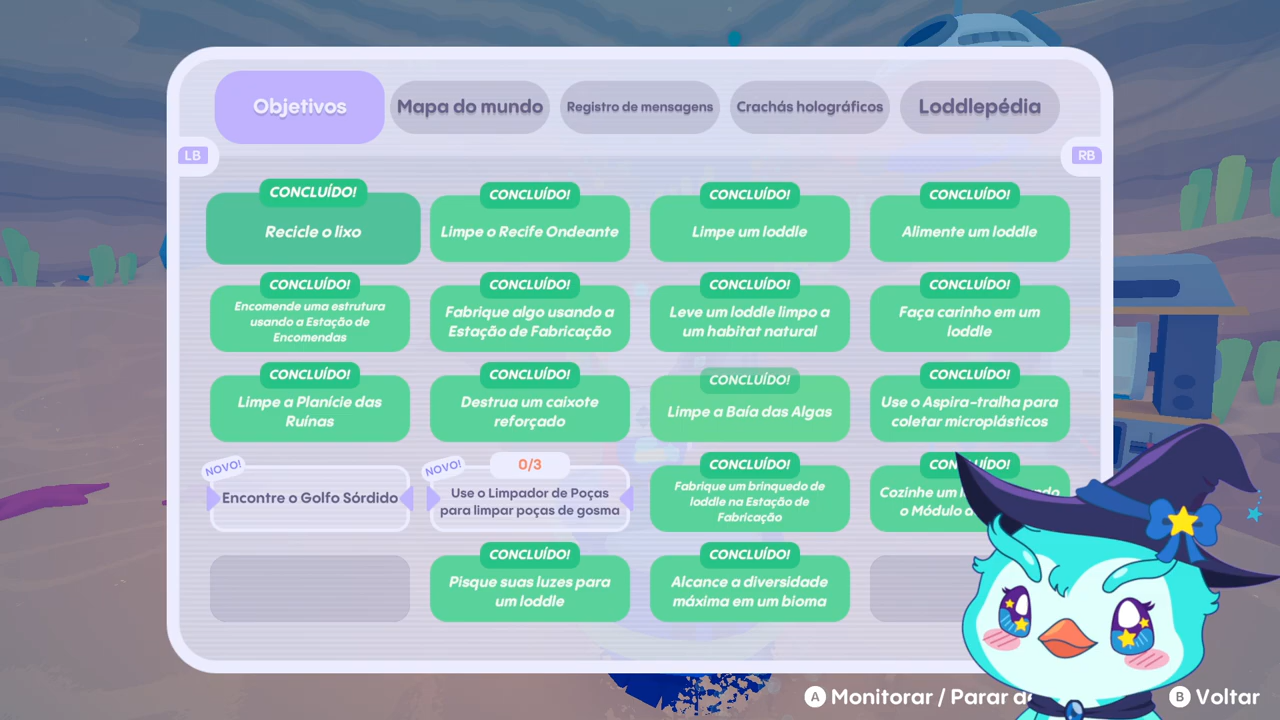 Objetivos
Mapa do mundo
Registro de mensagens
Crachás holográficos
Loddlepédia
LB
RB
CONCLUÍDO!
CONCLUÍDO!
CONCLUÍDO!
CONCLUÍDO!
Recicle o lixo
Limpe o Recife Ondeante
Limpe um loddle
Alimente um loddle
CONCLUÍDO!
CONCLUÍDO!
CONCLUÍDO!
CONCLUÍDO!
Encomende uma estrutura
usando a Estação de
Encomendas
Fabrique algo usando a
Estação de Fabricação
Leve um loddle limpo a
um habitat natural
Faça carinho em um
loddle
CONCLUÍDO!
CONCLUÍDO!
CONCLUÍDO!
CONCLUÍDO!
Limpe a Planície das
Ruínas
Destrua um caixote
reforçado
Limpe a Baía das Algas
Use o Aspira-tralha para
coletar microplásticos
NOVO!
Encontre o Golfo Sórdido
NOVO!
0/3
Use o Limpador de Poças
para limpar poças de gosma
CONCLUÍDO!
Fabrique um brinquedo de
loddle na Estação de
Fabricação
Cozinhe um
o Módulo
CONCLUÍDO!
CONCLUÍDO!
Pisque suas luzes para
um loddle
Alcance a diversidade
máxima em um bioma
A Monitorar / Parar
B Voltar